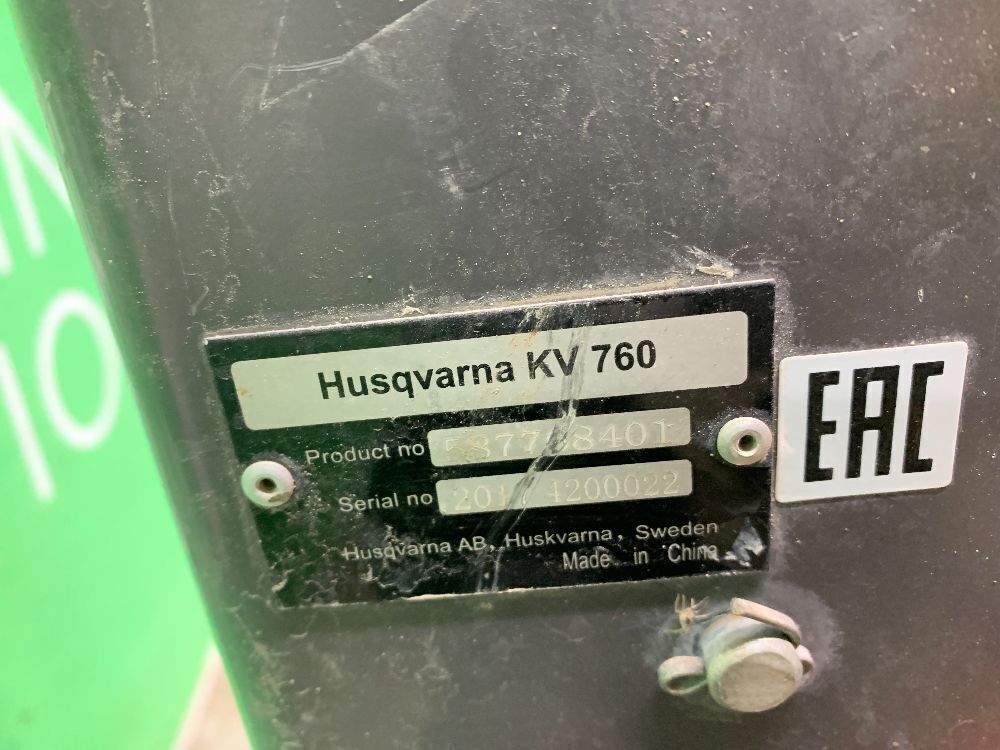 Husqvarna KV 760
Product no
Serial no
Husqvarna AB, Huskvarna, Sweden
Made in China
EAC